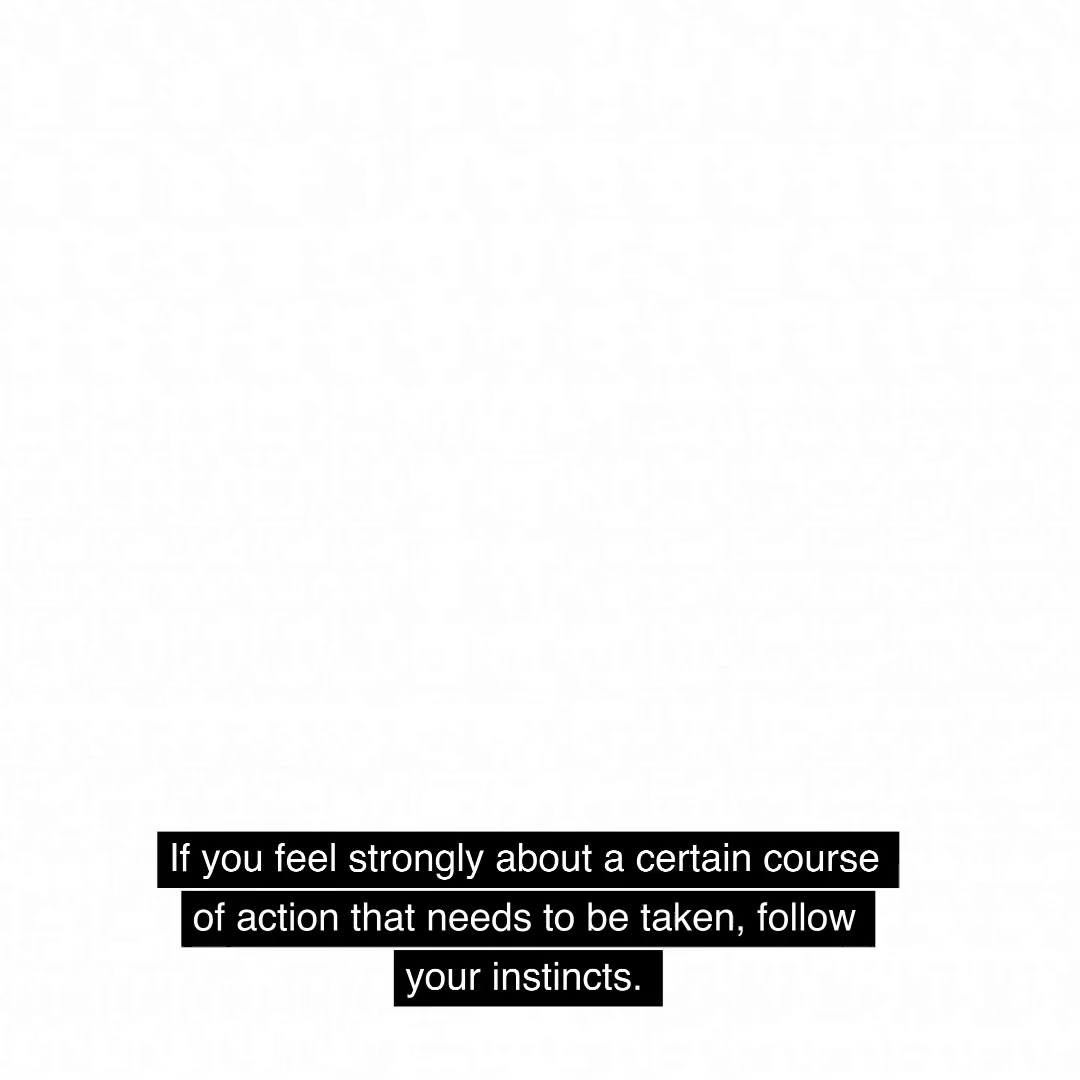 If you feel strongly about a certain course
of action that needs to be taken, follow
your instincts.